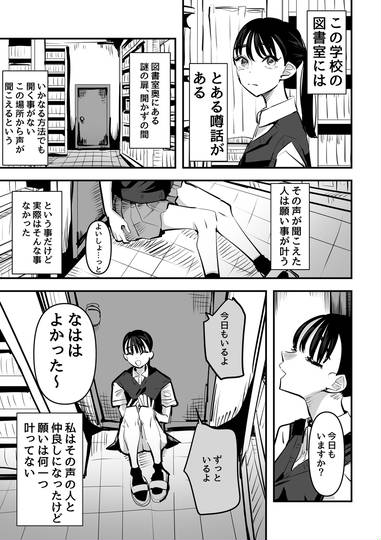 この学校の
図書室には
とある噂話が
ある
図書室奥にある
謎の扉、開かずの間
いかなる方法でも
開く事がない
この場所から声が
聞こえるという
その声が聞こえた
人は願い事が叶う
よいしょ…っと
という事だけど
実際はそんな事
なかった
今日も
いますか?
今日もいるよ
ずっと
いるよ
なはは
よかった〜
私はその声の人と
仲良しになったけど
願いは何一つ
叶ってない